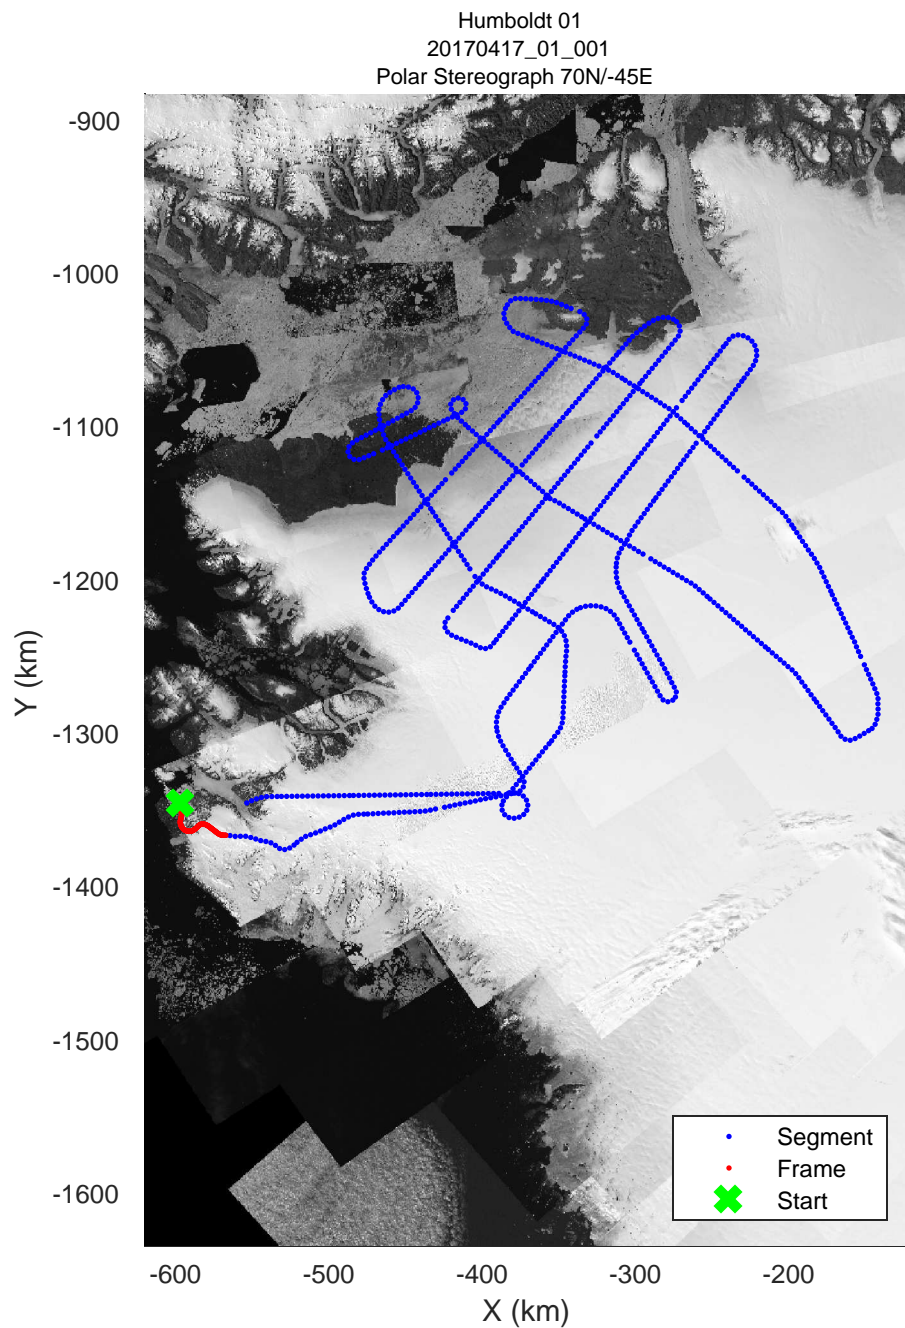 Humboldt 01
20170417_01_001
Polar Stereograph 70N/-45E
-900
-1000
-1100
-1200
-1300
-1400
-1500
-1600
Y (km)
Segment
Frame
Start
-600 -500 -400 -300 -200
X (km)